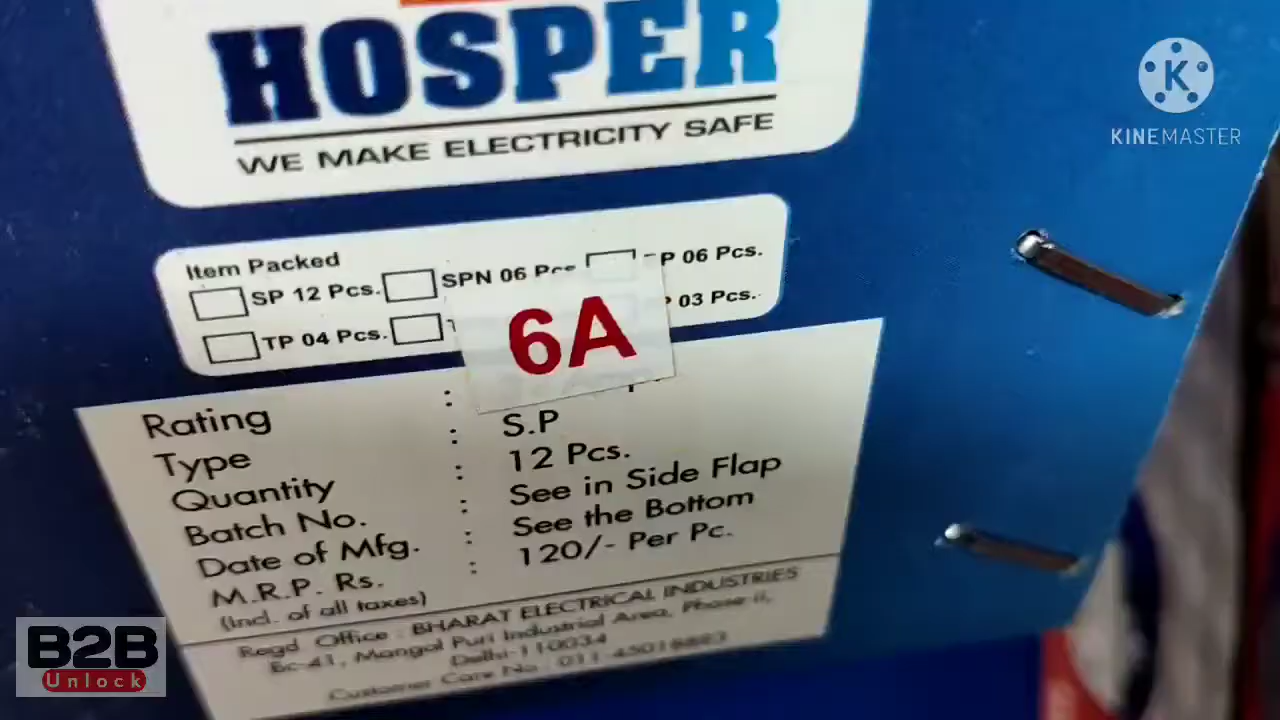 HOSPER
WE MAKE ELECTRICITY SAFE
KINEMASTER
Item Packed
SP 12 Pcs.
SPN 06 Pcs
P 06 Pcs.
TP 04 Pcs.
03 Pcs.
6A
Rating :
Type : S.P
Quantity : 12 Pcs.
Batch No. : See in Side Flap
Date of Mfg. : See the Bottom
M.R.P. Rs. : 120/- Per Pc.
(Incl. of all taxes)
Regd Office : BHARAT ELECTRICAL INDUSTRIES
Bc-41, Mangol Puri Industrial Area, Phase-II,
Delhi-110034
Customer Care No : 011-45018883
B2B
Unlock